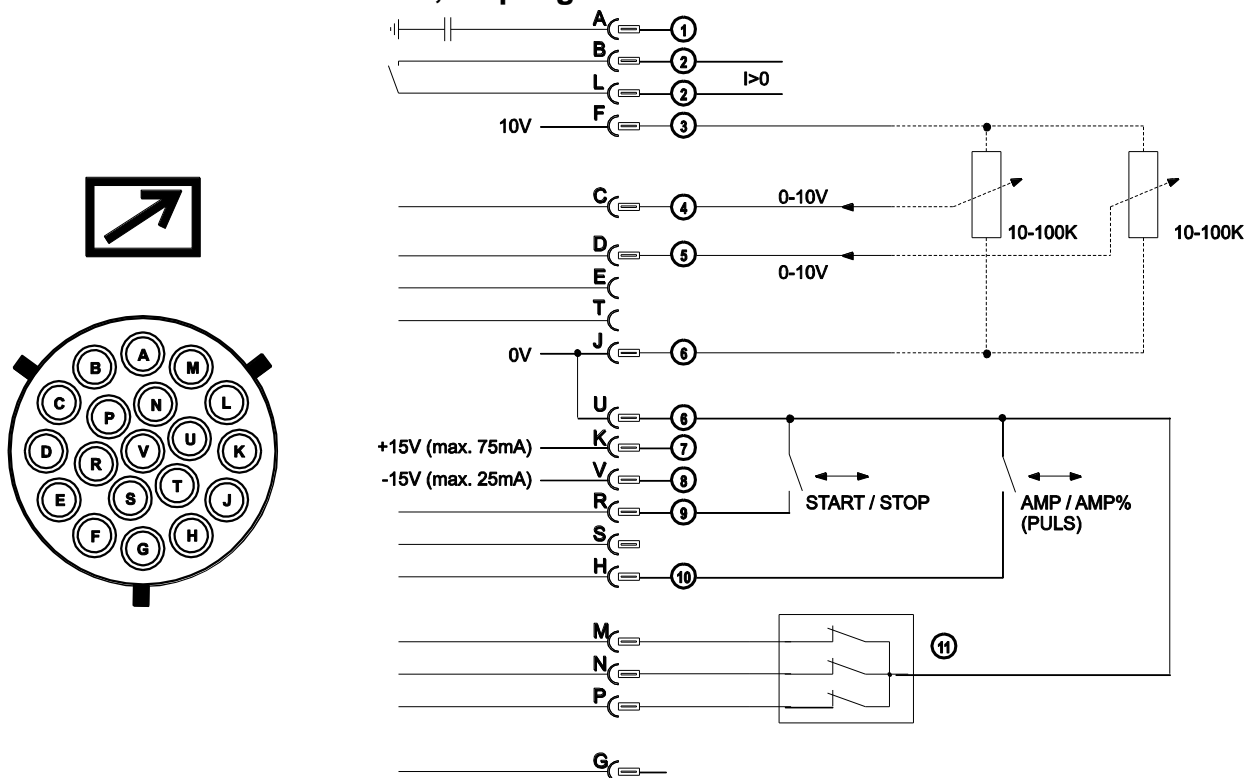 A 1
B 2
L 2 I>0
10V F 3
C 4 0-10V
10-100K 10-100K
D 5
0-10V
E
T
0V J 6
U 6
+15V (max. 75mA) K 7
-15V (max. 25mA) V 8
R 9 START / STOP AMP / AMP%
(PULS)
S
H 10
M 11
N
P
G
A
B M
C N L
P
U
D V K
R
T
E S J
F H
G